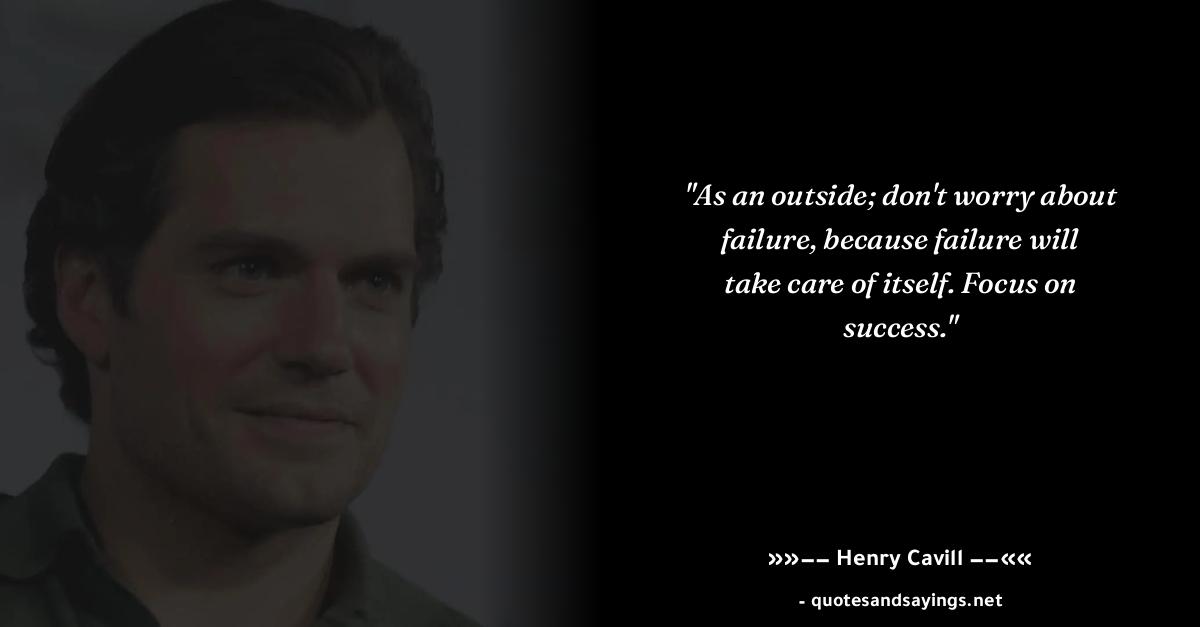 "As an outside; don't worry about
failure, because failure will
take care of itself. Focus on
success."
»»–– Henry Cavill ––««
- quotesandsayings.net